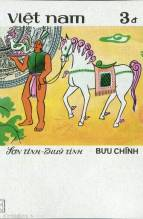 Việt nam 3đ
Sơn tinh - Thuỷ tinh BƯU CHÍNH